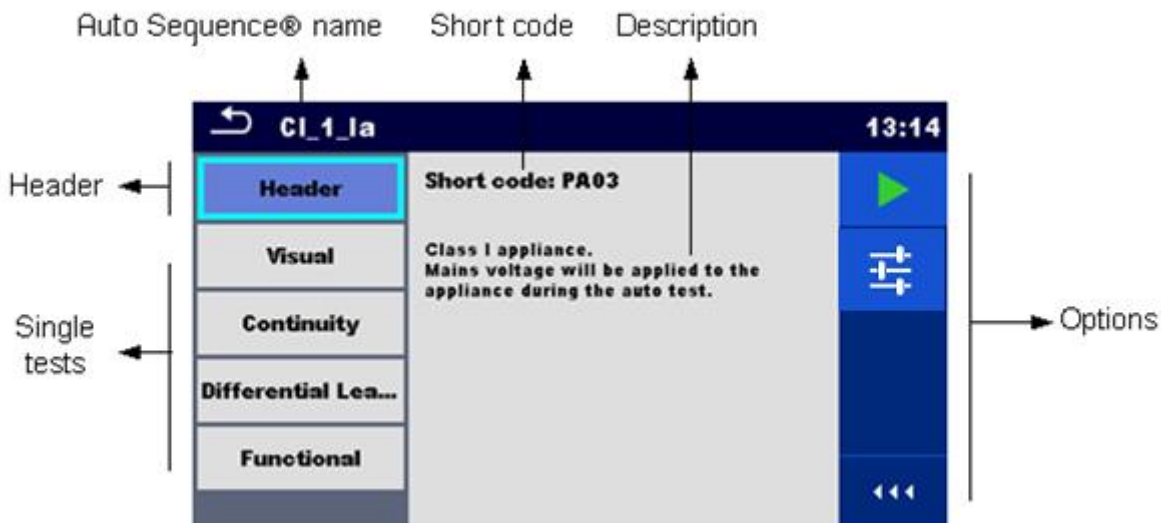 Auto Sequence® name
Short code
Description
Cl_1_Ia
13:14
Header
Header
Short code: PA03
Visual
Class I appliance.
Mains voltage will be applied to the
appliance during the auto test.
Single
tests
Continuity
Options
Differential Lea...
Functional